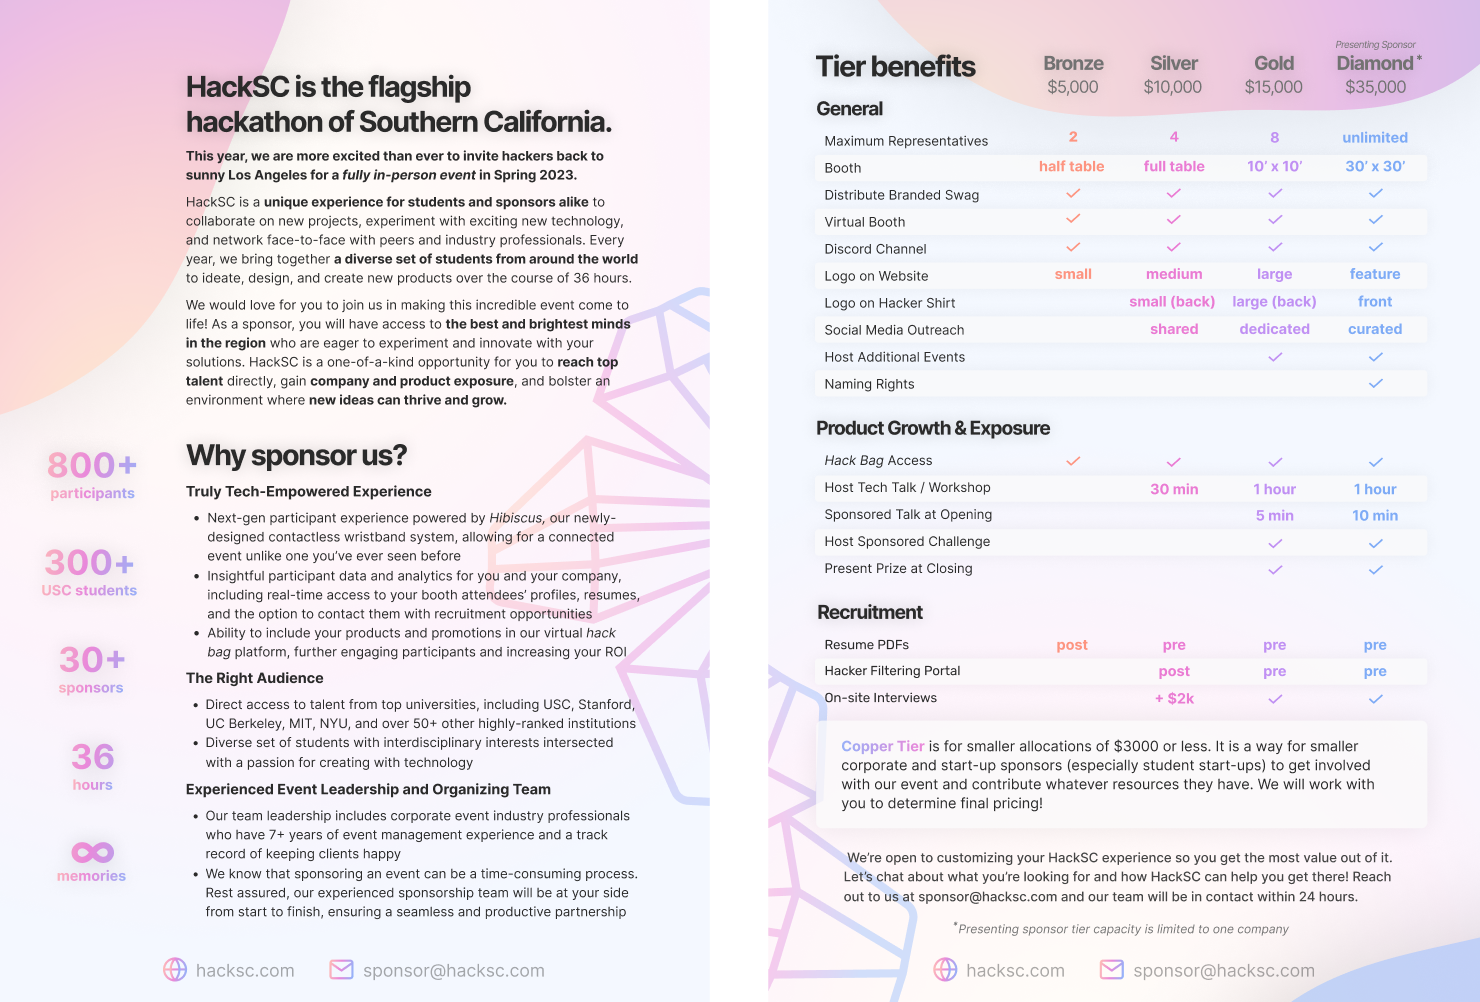 HackSC is the flagship
hackathon of Southern California.
This year, we are more excited than ever to invite hackers back to
sunny Los Angeles for a fully in-person event in Spring 2023.
HackSC is a unique experience for students and sponsors alike to
collaborate on new projects, experiment with exciting new technology,
and network face-to-face with peers and industry professionals. Every
year, we bring together a diverse set of students from around the world
to ideate, design, and create new products over the course of 36 hours.
We would love for you to join us in making this incredible event come to
life! As a sponsor, you will have access to the best and brightest minds
in the region who are eager to experiment and innovate with your
solutions. HackSC is a one-of-a-kind opportunity for you to reach top
talent directly, gain company and product exposure, and bolster an
environment where new ideas can thrive and grow.
800+
participants
300+
USC students
30+
sponsors
36
hours
∞
memories
Why sponsor us?
Truly Tech-Empowered Experience
• Next-gen participant experience powered by Hibiscus, our newly-
designed contactless wristband system, allowing for a connected
event unlike one you've ever seen before
• Insightful participant data and analytics for you and your company,
including real-time access to your booth attendees' profiles, resumes,
and the option to contact them with recruitment opportunities
• Ability to include your products and promotions in our virtual hack
bag platform, further engaging participants and increasing your ROI
The Right Audience
• Direct access to talent from top universities, including USC, Stanford,
UC Berkeley, MIT, NYU, and over 50+ other highly-ranked institutions
• Diverse set of students with interdisciplinary interests intersected
with a passion for creating with technology
Experienced Event Leadership and Organizing Team
• Our team leadership includes corporate event industry professionals
who have 7+ years of event management experience and a track
record of keeping clients happy
• We know that sponsoring an event can be a time-consuming process.
Rest assured, our experienced sponsorship team will be at your side
from start to finish, ensuring a seamless and productive partnership
hacksc.com sponsor@hacksc.com
Presenting Sponsor
Tier benefits Bronze Silver Gold Diamond*
$5,000 $10,000 $15,000 $35,000
General
Maximum Representatives 2 4 8 unlimited
Booth half table full table 10' x 10' 30' x 30'
Distribute Branded Swag ✓ ✓ ✓ ✓
Virtual Booth ✓ ✓ ✓ ✓
Discord Channel ✓ ✓ ✓ ✓
Logo on Website small medium large feature
Logo on Hacker Shirt small (back) large (back) front
Social Media Outreach shared dedicated curated
Host Additional Events ✓ ✓
Naming Rights ✓
Product Growth & Exposure
Hack Bag Access ✓ ✓ ✓ ✓
Host Tech Talk / Workshop 30 min 1 hour 1 hour
Sponsored Talk at Opening 5 min 10 min
Host Sponsored Challenge ✓ ✓
Present Prize at Closing ✓ ✓
Recruitment
Resume PDFs post pre pre pre
Hacker Filtering Portal post pre pre
On-site Interviews + $2k ✓ ✓
Copper Tier is for smaller allocations of $3000 or less. It is a way for smaller
corporate and start-up sponsors (especially student start-ups) to get involved
with our event and contribute whatever resources they have. We will work with
you to determine final pricing!
We're open to customizing your HackSC experience so you get the most value out of it.
Let's chat about what you're looking for and how HackSC can help you get there! Reach
out to us at sponsor@hacksc.com and our team will be in contact within 24 hours.
*Presenting sponsor tier capacity is limited to one company
hacksc.com sponsor@hacksc.com